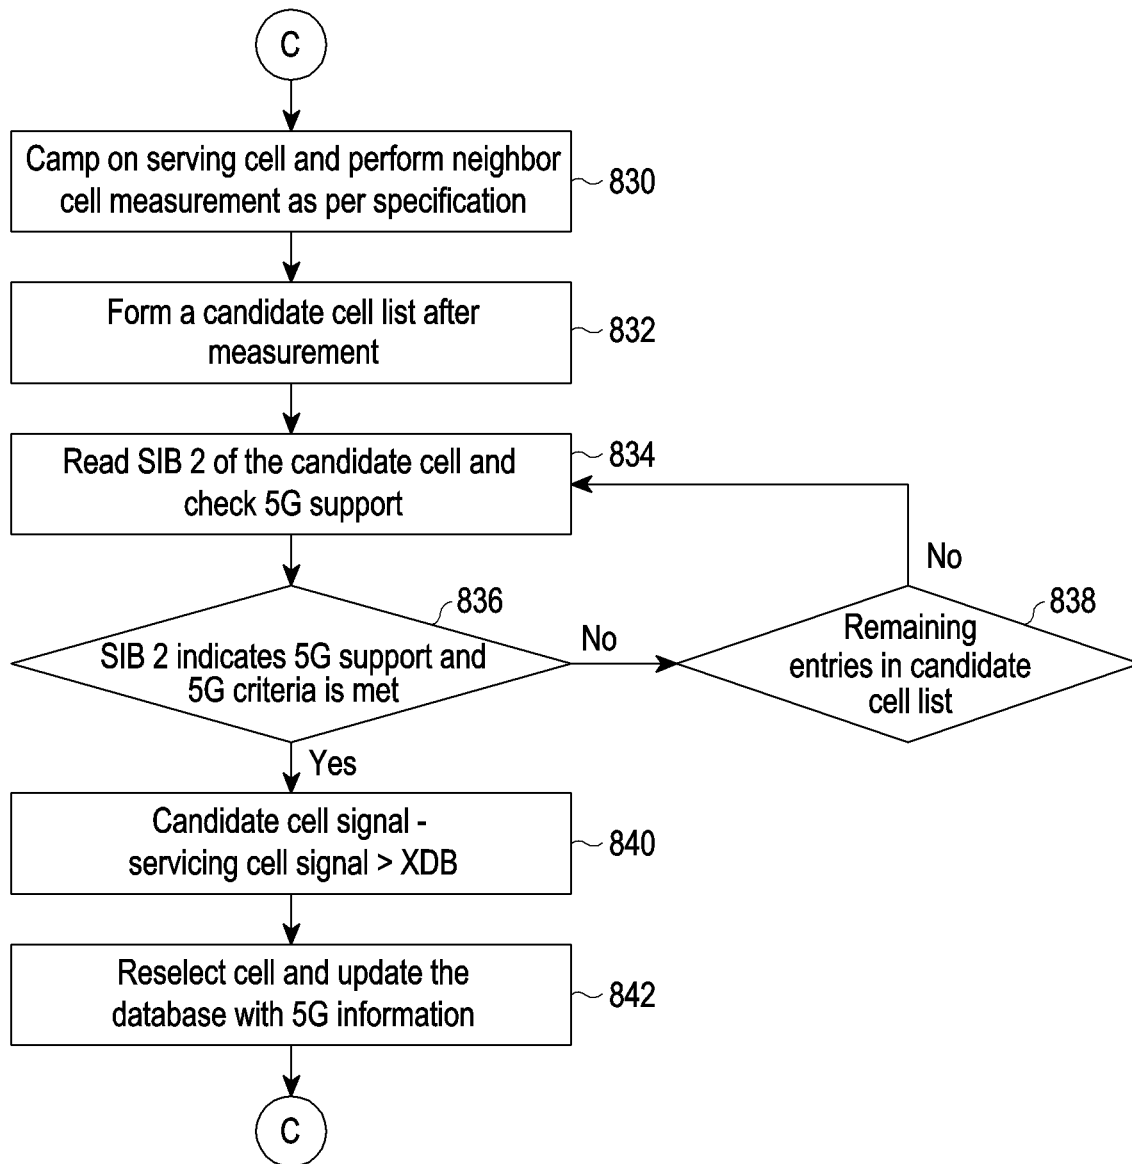 C
Camp on serving cell and perform neighbor
cell measurement as per specification
830
Form a candidate cell list after
measurement
832
Read SIB 2 of the candidate cell and
check 5G support
834
SIB 2 indicates 5G support and
5G criteria is met
836
No
Remaining
entries in candidate
cell list
838
No
Yes
Candidate cell signal -
servicing cell signal > XDB
840
Reselect cell and update the
database with 5G information
842
C